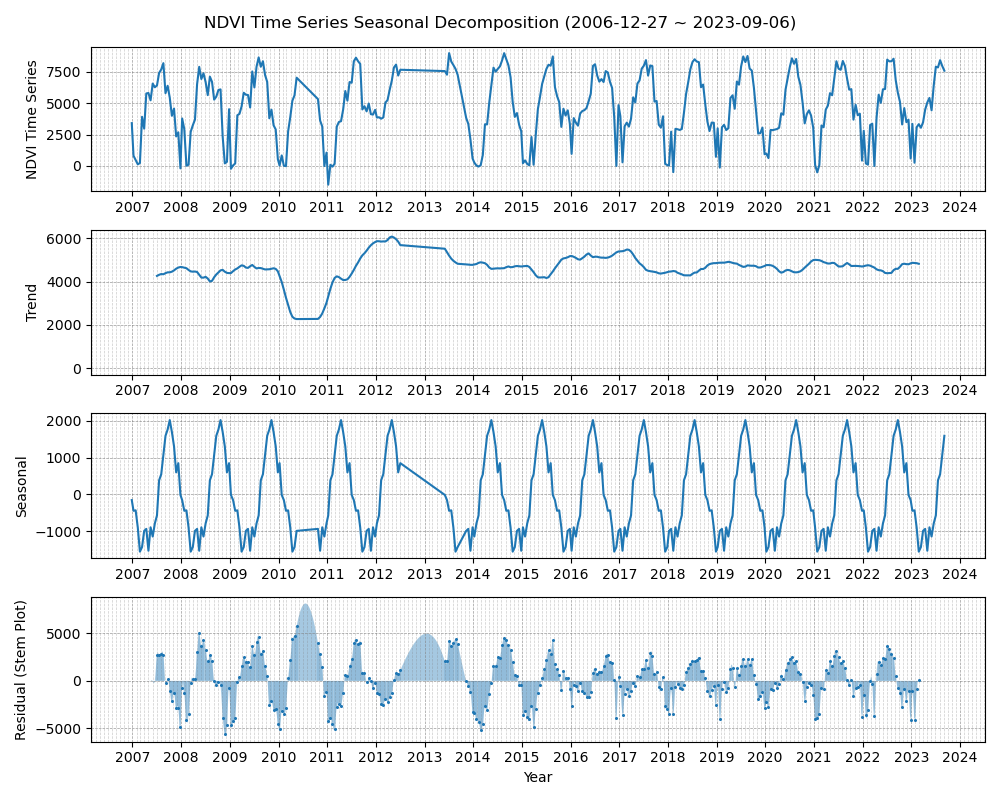 NDVI Time Series Seasonal Decomposition (2006-12-27 ~ 2023-09-06)
NDVI Time Series
7500
5000
2500
0
2007 2008 2009 2010 2011 2012 2013 2014 2015 2016 2017 2018 2019 2020 2021 2022 2023 2024
Trend
6000
4000
2000
0
2007 2008 2009 2010 2011 2012 2013 2014 2015 2016 2017 2018 2019 2020 2021 2022 2023 2024
Seasonal
2000
1000
0
−1000
2007 2008 2009 2010 2011 2012 2013 2014 2015 2016 2017 2018 2019 2020 2021 2022 2023 2024
Residual (Stem Plot)
5000
0
−5000
2007 2008 2009 2010 2011 2012 2013 2014 2015 2016 2017 2018 2019 2020 2021 2022 2023 2024
Year